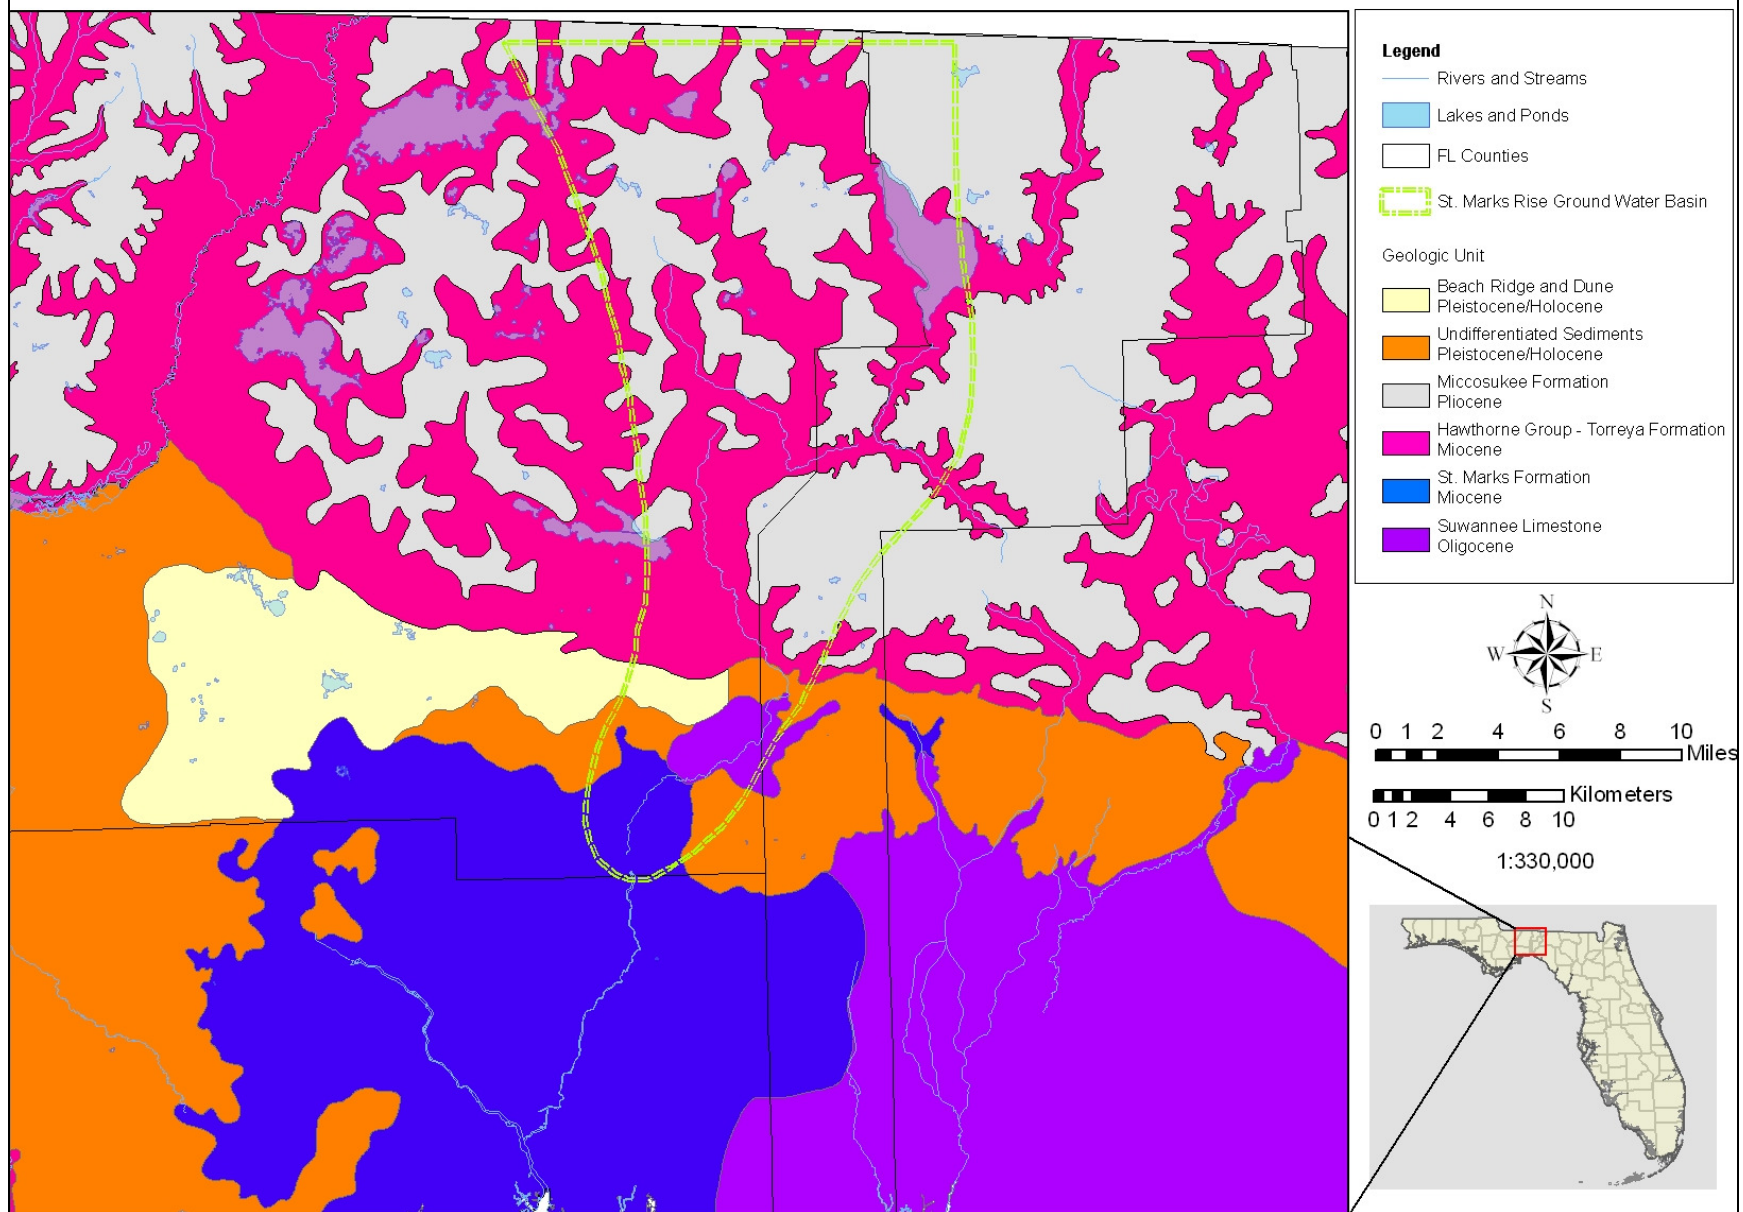 Legend
Rivers and Streams
Lakes and Ponds
FL Counties
St. Marks Rise Ground Water Basin
Geologic Unit
Beach Ridge and Dune
Pleistocene/Holocene
Undifferentiated Sediments
Pleistocene/Holocene
Miccosukee Formation
Pliocene
Hawthorne Group - Torreya Formation
Miocene
St. Marks Formation
Miocene
Suwannee Limestone
Oligocene
N
W E
S
0 1 2 4 6 8 10
Miles
Kilometers
0 1 2 4 6 8 10
1:330,000